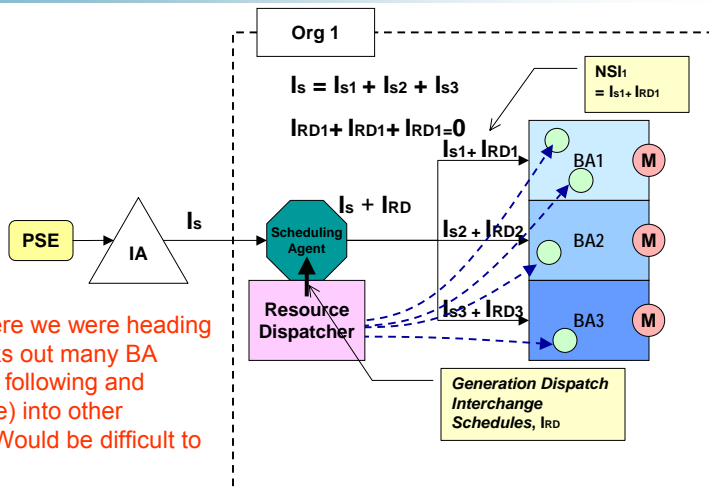 Org 1
Is = Is1 + Is2 + Is3
IRD1+ IRD1+ IRD1=0
NSI1
= Is1+ IRD1
Is1+ IRD1
BA1
M
Is + IRD
Is
PSE
IA
Scheduling
Agent
Is2 + IRD2
BA2
M
Resource
Dispatcher
Is3 + IRD3
BA3
M
ere we were heading
ks out many BA
following and
e) into other
Would be difficult to
Generation Dispatch
Interchange
Schedules, IRD